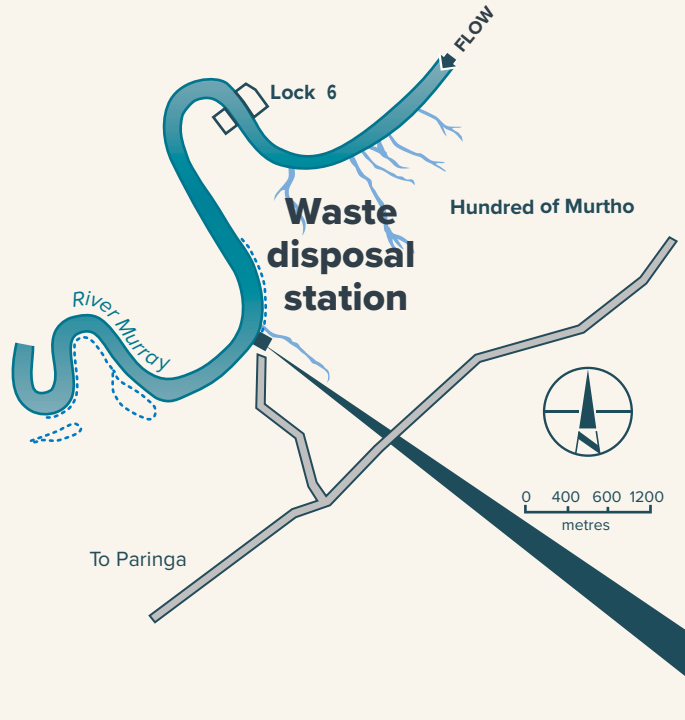 FLOW
Lock 6
Waste
disposal
station
Hundred of Murtho
River Murray
0 400 600 1200
metres
To Paringa